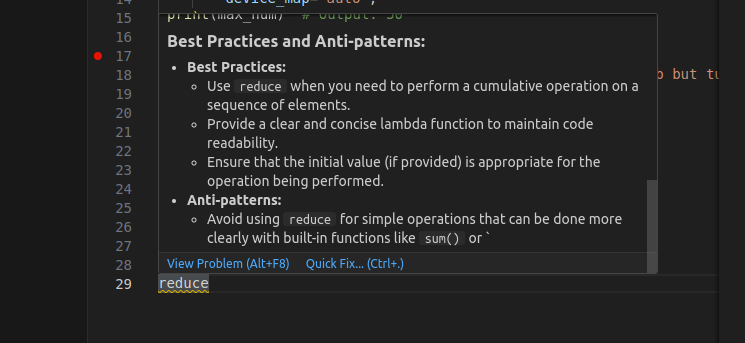 14 device_map="auto",
15 print(max_num) # Output: 50
16
Best Practices and Anti-patterns:
17
• Best Practices:
18 ◦ Use reduce when you need to perform a cumulative operation on a
sequence of elements.
but tu
19
20 ◦ Provide a clear and concise lambda function to maintain code
21 readability.
22 ◦ Ensure that the initial value (if provided) is appropriate for the
23 operation being performed.
24 • Anti-patterns:
25 ◦ Avoid using reduce for simple operations that can be done more
26 clearly with built-in functions like sum() or `
27
28 View Problem (Alt+F8) Quick Fix... (Ctrl+.)
29 reduce